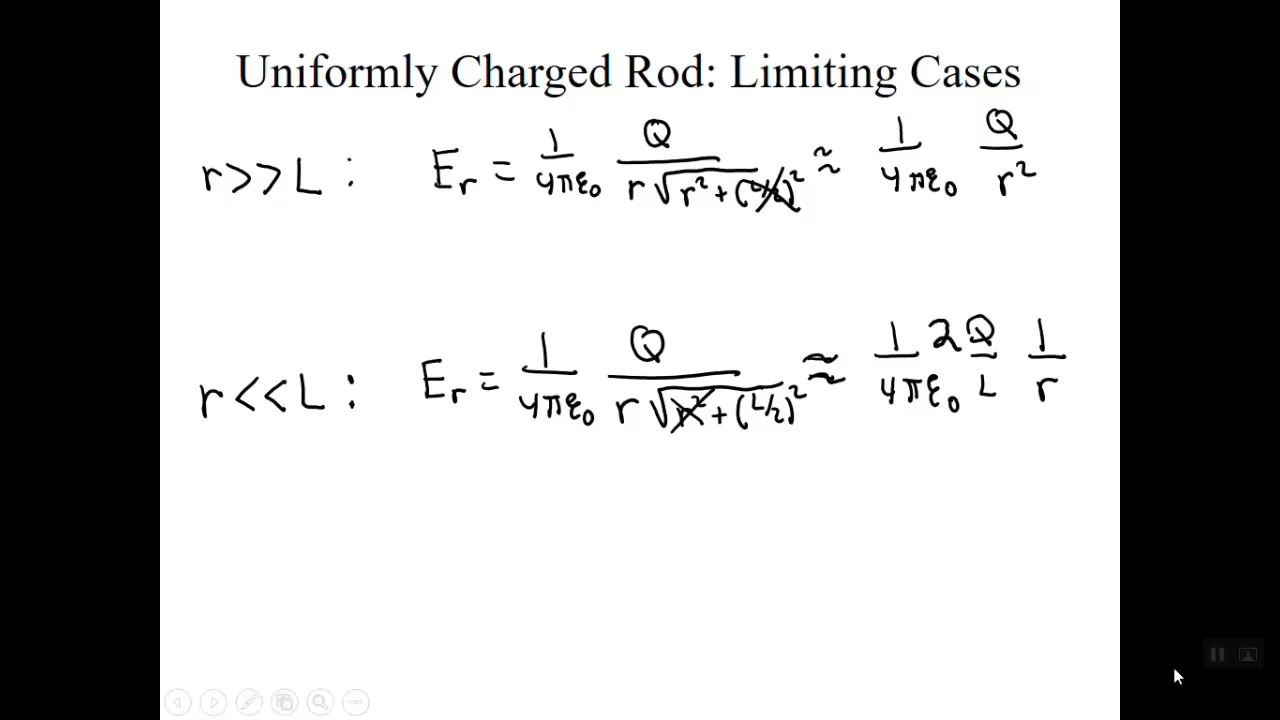 Uniformly Charged Rod: Limiting Cases
r>>L : E_r = 1/(4πε₀) Q/(r√(r²+(L/2)²)) ≈ 1/(4πε₀) Q/r²
r<<L : E_r = 1/(4πε₀) Q/(r√(r²+(L/2)²)) ≈ 1/(4πε₀) 2Q/L 1/r